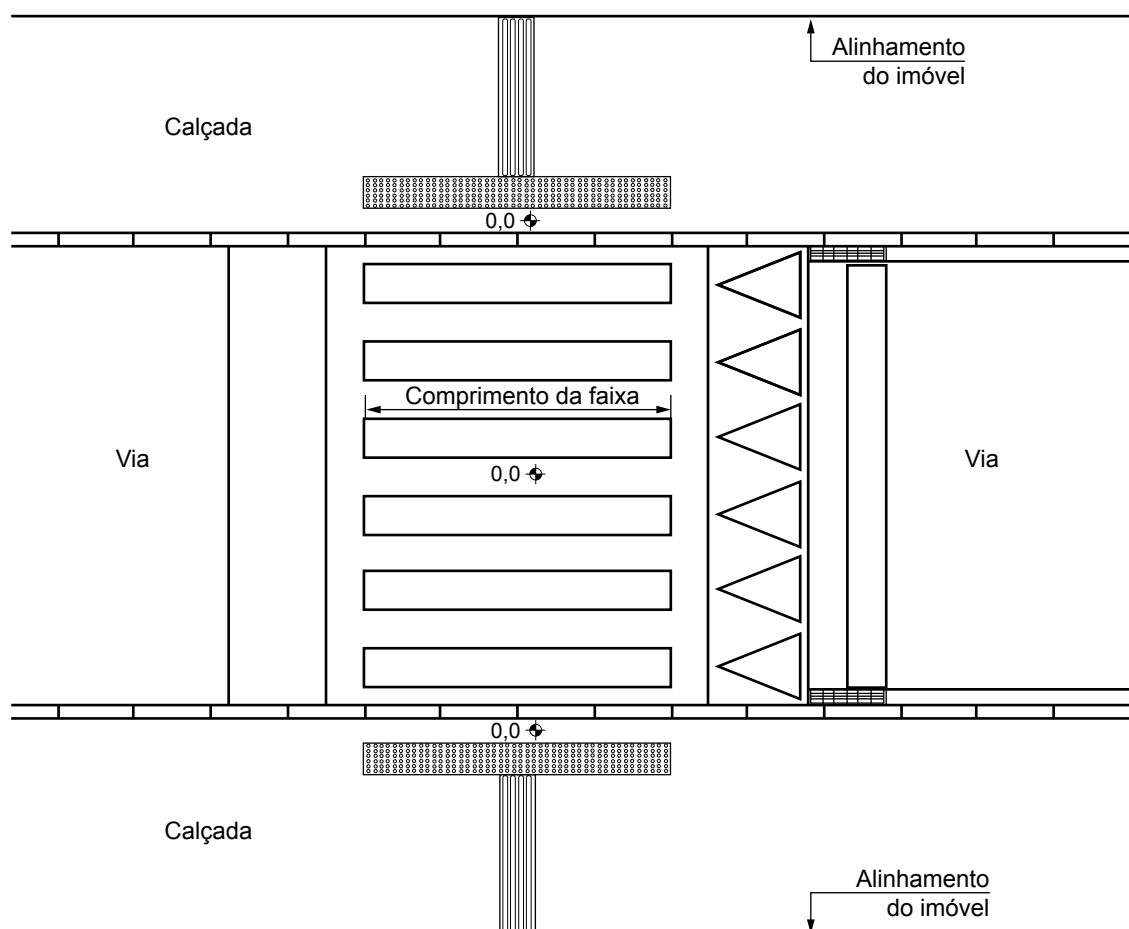 Alinhamento
do imóvel
Calçada
0,0
Comprimento da faixa
Via
Via
0,0
0,0
Calçada
Alinhamento
do imóvel